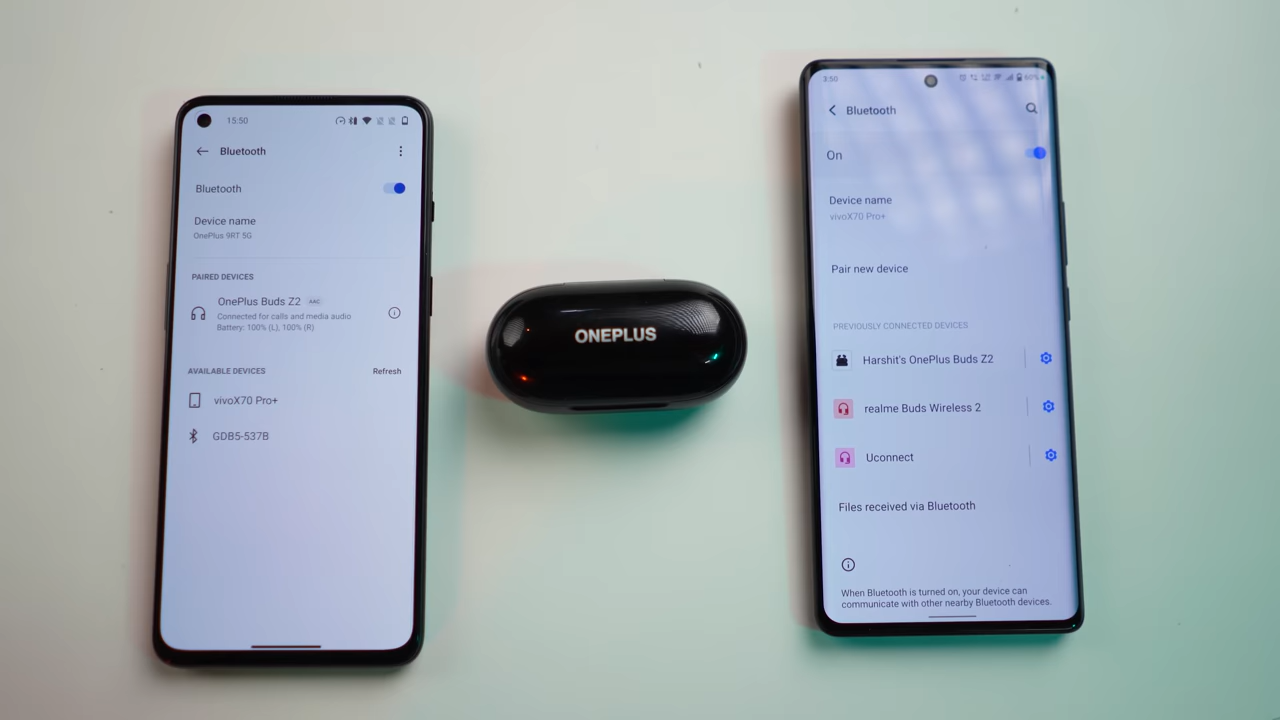 15:50
Bluetooth
Bluetooth
Device name
OnePlus 9RT 5G
PAIRED DEVICES
OnePlus Buds Z2 AAC
Connected for calls and media audio
Battery: 100% (L), 100% (R)
AVAILABLE DEVICES Refresh
vivoX70 Pro+
GDB5-537B
ONEPLUS
3:50 60%
Bluetooth
On
Device name
vivoX70 Pro+
Pair new device
PREVIOUSLY CONNECTED DEVICES
Harshit's OnePlus Buds Z2
realme Buds Wireless 2
Uconnect
Files received via Bluetooth
When Bluetooth is turned on, your device can
communicate with other nearby Bluetooth devices.